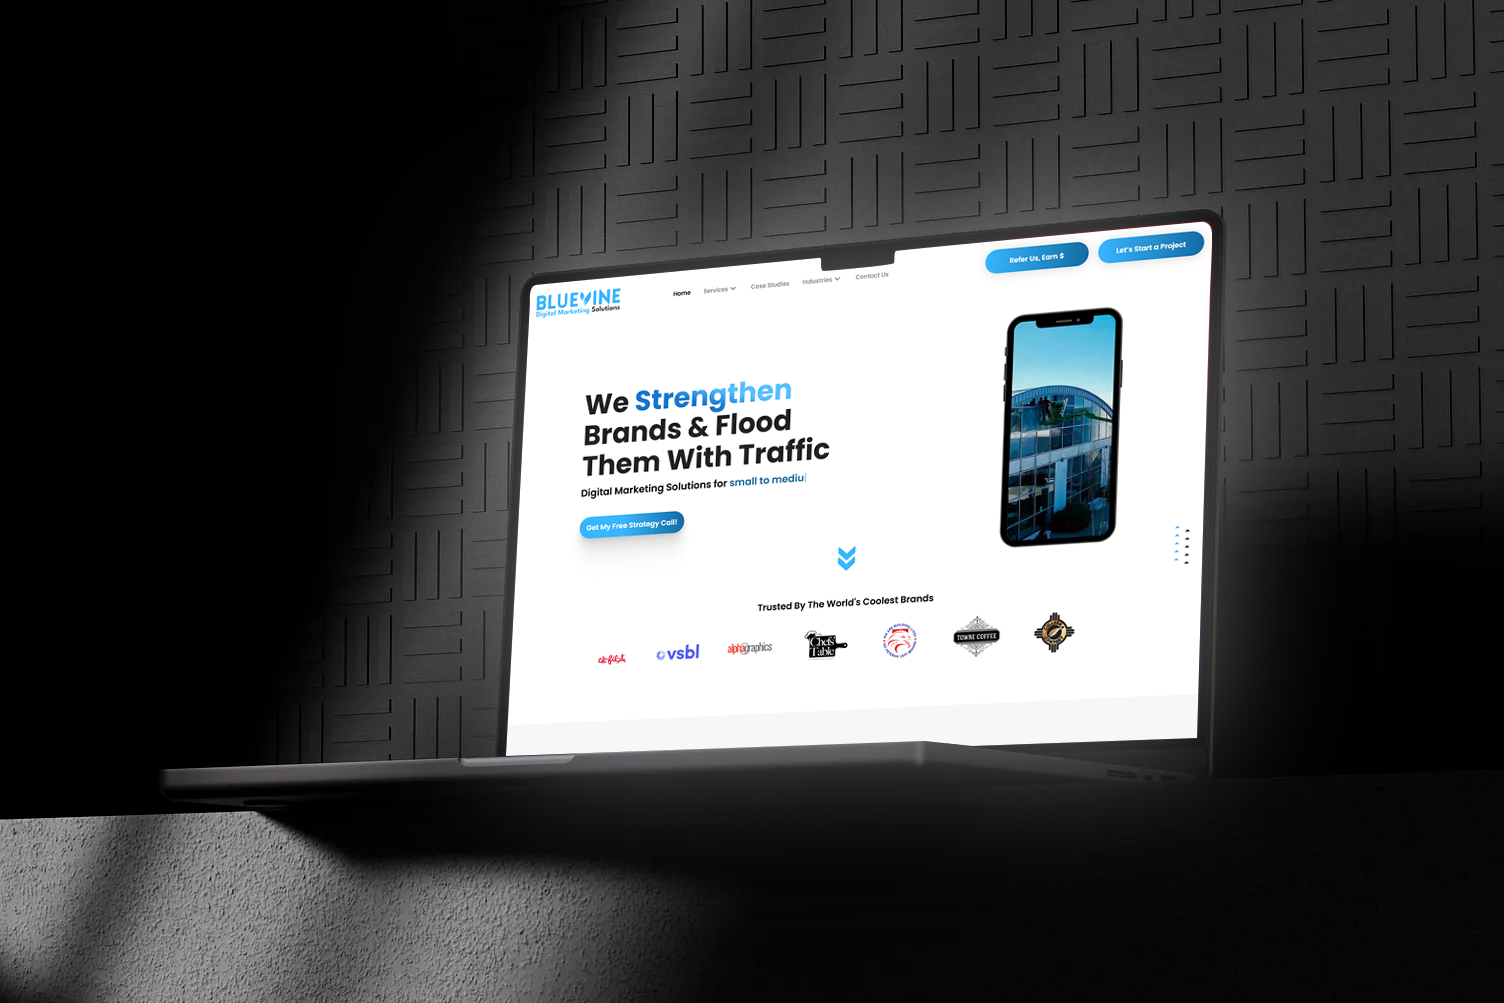 BLUEVINE
Digital Marketing Solutions
Home
Services
Case Studies
Industries
Contact Us
Refer Us, Earn $
Let's Start a Project
We Strengthen
Brands & Flood
Them With Traffic
Digital Marketing Solutions for small to mediu
Get My Free Strategy Call!
Trusted By The World's Coolest Brands
vsbl
alphagraphics
Chefs'
Table
TOWNE COFFEE